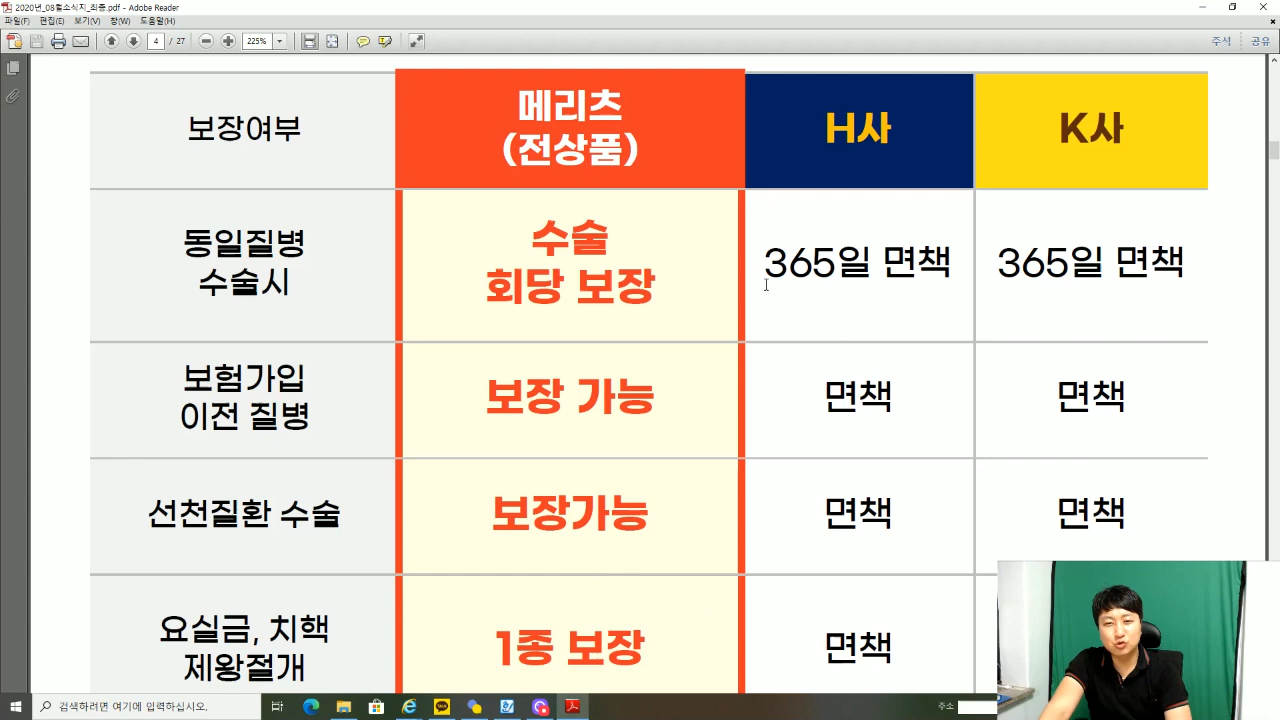 2020년_08월소식지_최종.pdf - Adobe Reader
파일(F) 편집(E) 보기(V) 창(W) 도움말(H)
4 / 27 225% 주석 공유
보장여부
메리츠
(전상품)
H사
K사
동일질병
수술시
수술
회당 보장
365일 면책
365일 면책
보험가입
이전 질병
보장 가능
면책
면책
선천질환 수술
보장가능
면책
면책
요실금, 치핵
제왕절개
1종 보장
면책
검색하려면 여기에 입력하십시오.
주소